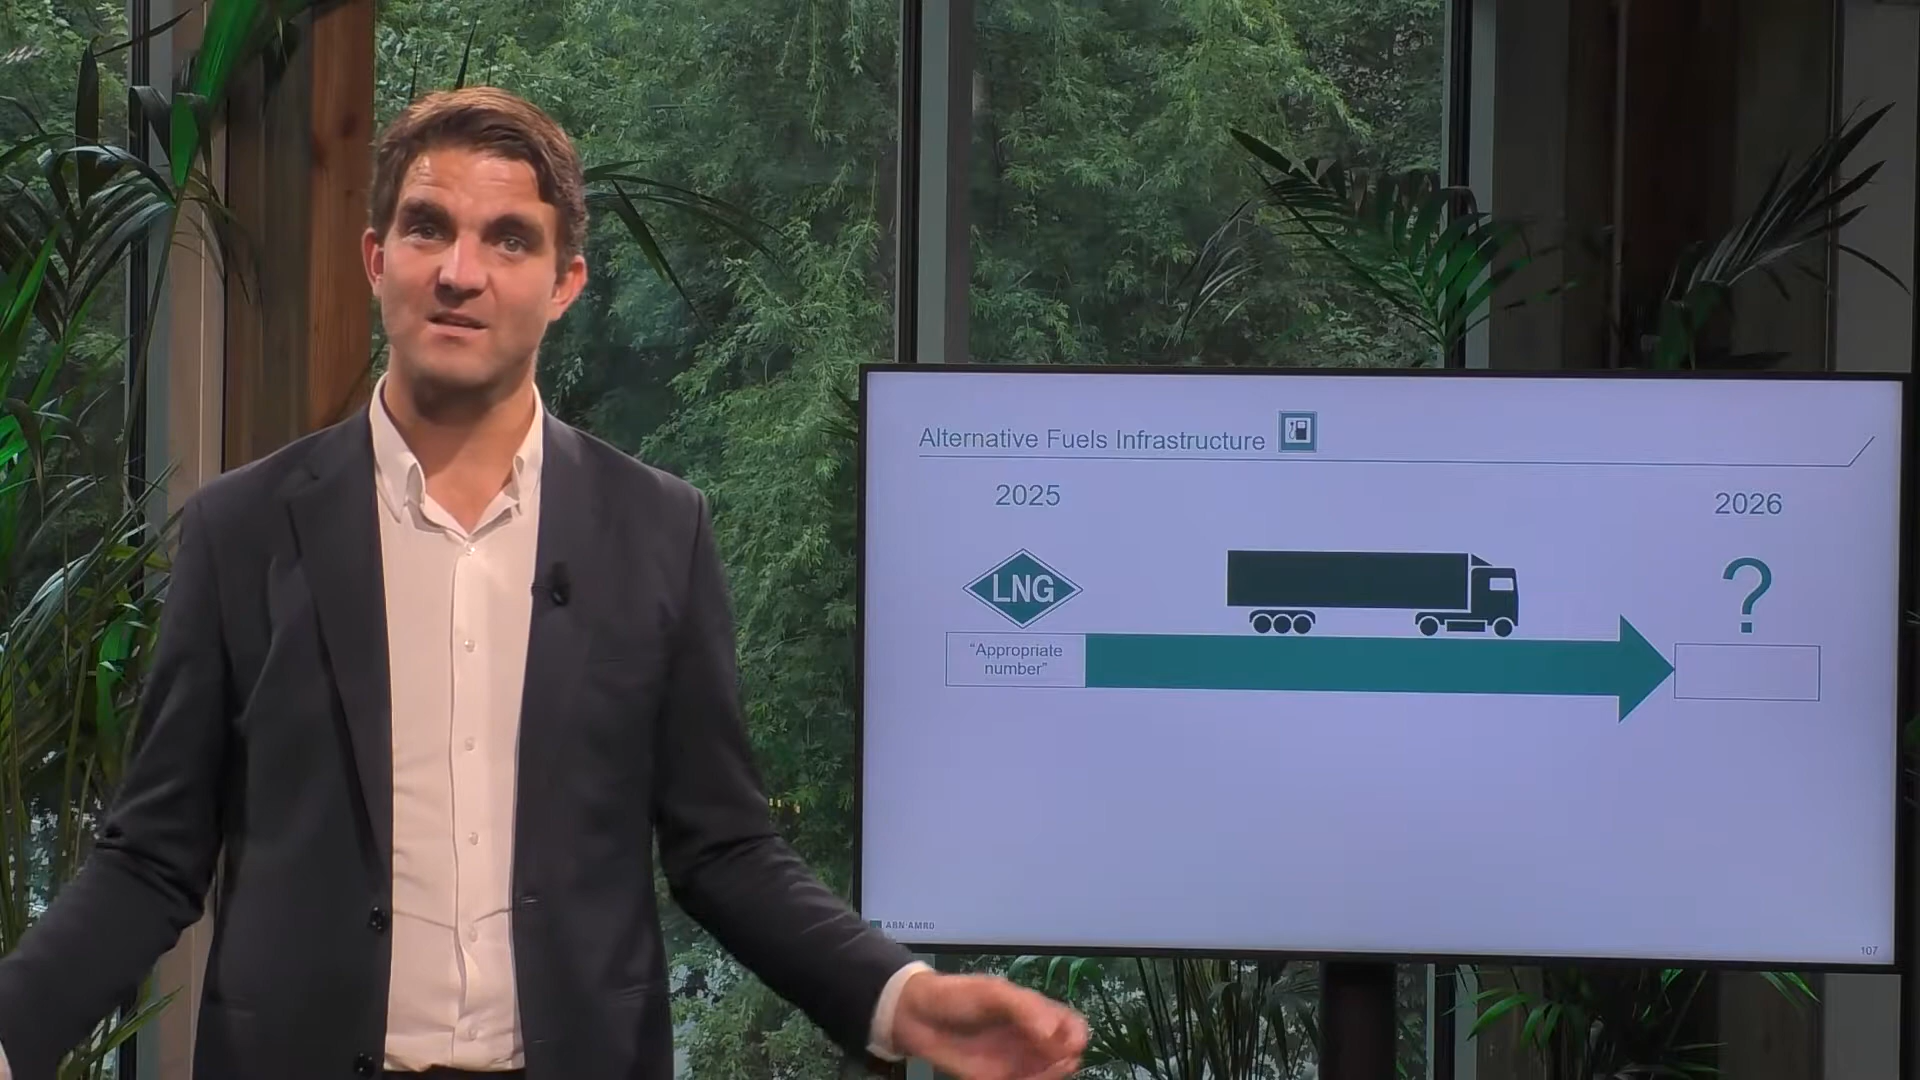 Alternative Fuels Infrastructure
2025
2026
LNG
?
"Appropriate
number"
ABN·AMRO
107